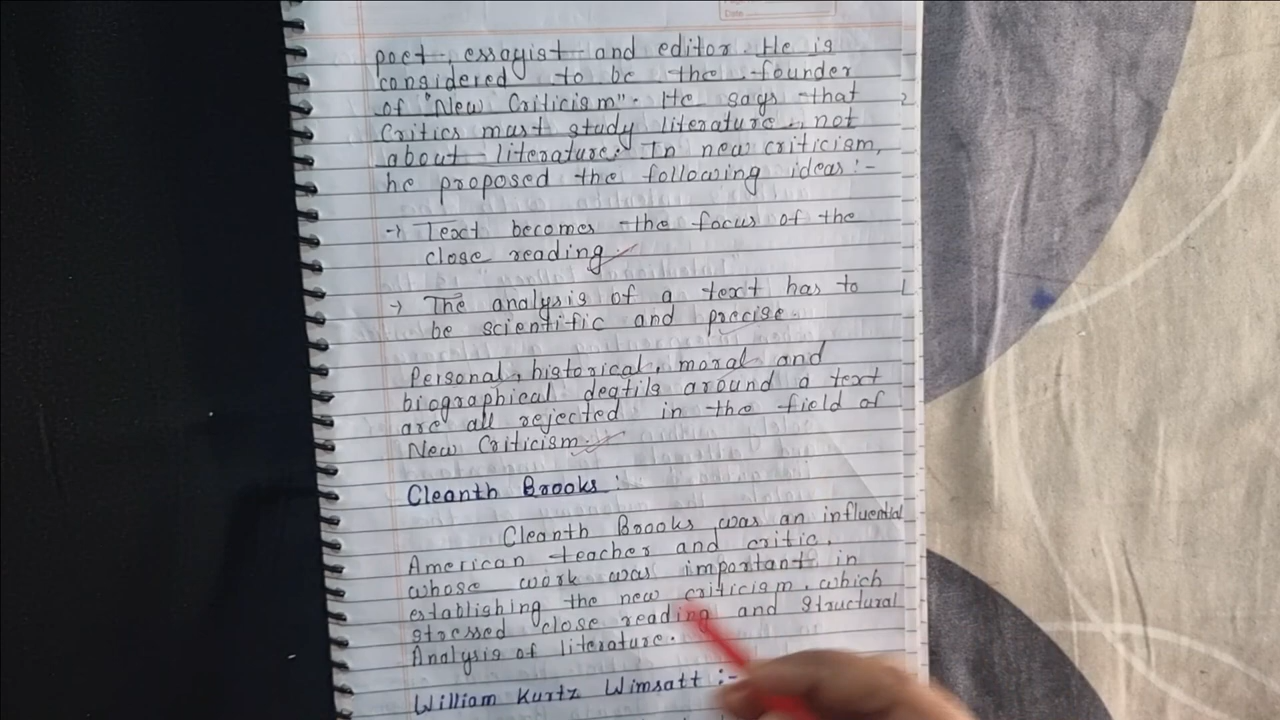 Date
poet, essayist and editor. He is
considered to be the founder
of "New Criticism". He says that
Critics must study literature, not
about literature. In new criticism,
he proposed the following ideas :-
→ Text becomes the focus of the
close reading.
→ The analysis of a text has to
be scientific and precise.
Personal, historical, moral and
biographical deatils around a text
are all rejected in the field of
New Criticism.
Cleanth Brooks :
Cleanth Brooks was an influential
American teacher and critic.
whose work was important in
establishing the new criticism. which
stressed close reading and structural
Analysis of literature.
William Kurtz Wimsatt :-